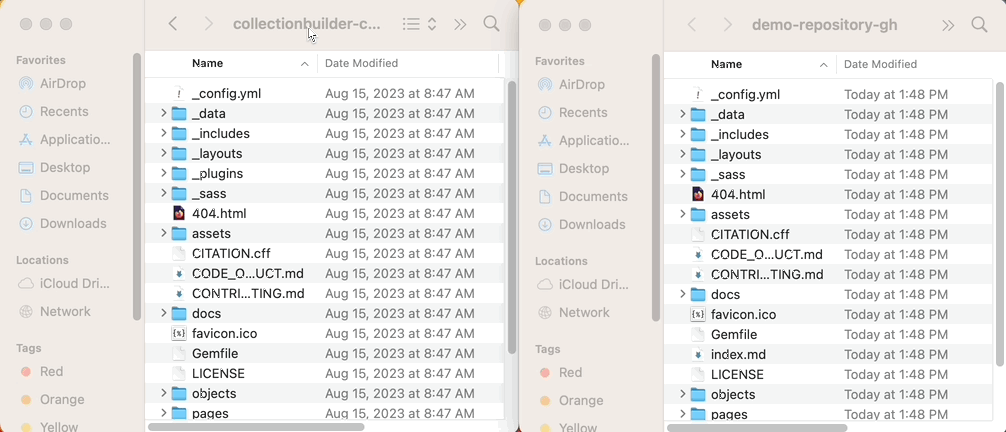 collectionbuilder-c...
Favorites
AirDrop
Recents
Applicatio...
Desktop
Documents
Downloads
Locations
iCloud Dri...
Network
Tags
Red
Orange
Yellow
Name Date Modified
_config.yml Aug 15, 2023 at 8:47 AM
_data Aug 15, 2023 at 8:47 AM
_includes Aug 15, 2023 at 8:47 AM
_layouts Aug 15, 2023 at 8:47 AM
_plugins Aug 15, 2023 at 8:47 AM
_sass Aug 15, 2023 at 8:47 AM
404.html Aug 15, 2023 at 8:47 AM
assets Aug 15, 2023 at 8:47 AM
CITATION.cff Aug 15, 2023 at 8:47 AM
CODE_O...UCT.md Aug 15, 2023 at 8:47 AM
CONTRI...TING.md Aug 15, 2023 at 8:47 AM
docs Aug 15, 2023 at 8:47 AM
favicon.ico Aug 15, 2023 at 8:47 AM
Gemfile Aug 15, 2023 at 8:47 AM
LICENSE Aug 15, 2023 at 8:47 AM
objects Aug 15, 2023 at 8:47 AM
pages Aug 15, 2023 at 8:47 AM
demo-repository-gh
Favorites
AirDrop
Recents
Applicatio...
Desktop
Documents
Downloads
Locations
iCloud Dri...
Network
Tags
Red
Orange
Yellow
Name Date Modified
_config.yml Today at 1:48 PM
_data Today at 1:48 PM
_includes Today at 1:48 PM
_layouts Today at 1:48 PM
_sass Today at 1:48 PM
404.html Today at 1:48 PM
assets Today at 1:48 PM
CITATION.cff Today at 1:48 PM
CODE_O...UCT.md Today at 1:48 PM
CONTRI...TING.md Today at 1:48 PM
docs Today at 1:48 PM
favicon.ico Today at 1:48 PM
Gemfile Today at 1:48 PM
index.md Today at 1:48 PM
LICENSE Today at 1:48 PM
objects Today at 1:48 PM
pages Today at 1:48 PM